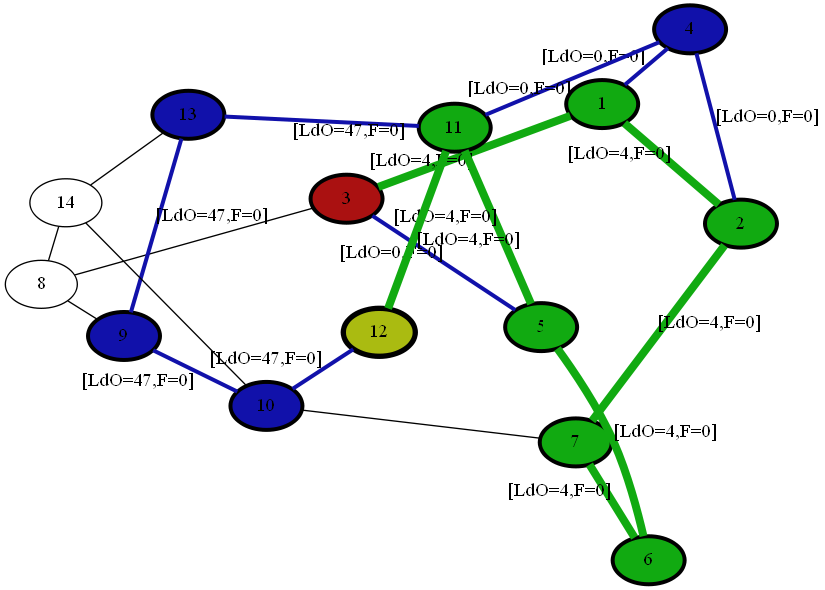 4
[LdO=0,F=0]
[LdO=0,F=0]
1
13
[LdO=0,F=0]
11
[LdO=47,F=0]
[LdO=4,F=0]
[LdO=4,F=0]
3
14
[LdO=47,F=0]
[LdO=4,F=0]
2
[LdO=4,F=0]
[LdO=0,F=0]
8
[LdO=4,F=0]
5
12
9
[LdO=47,F=0]
[LdO=47,F=0]
10
[LdO=4,F=0]
7
[LdO=4,F=0]
6